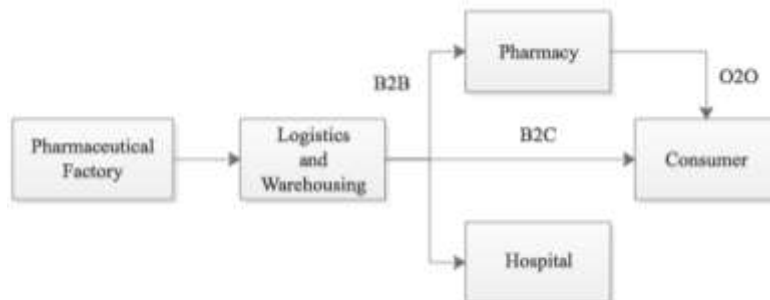 Pharmacy
B2B
O2O
Pharmaceutical
Factory
Logistics
and
Warehousing
B2C
Consumer
Hospital